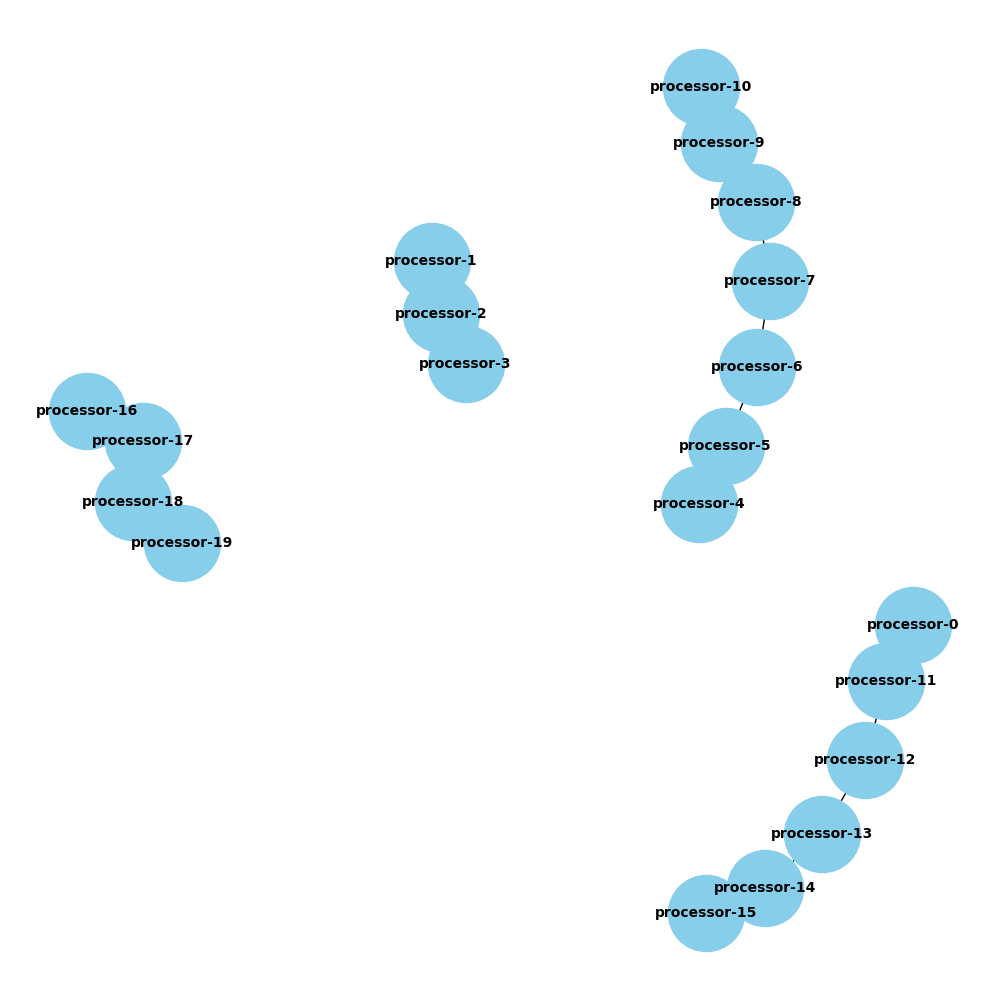 processor-10
processor-9
processor-8
processor-1
processor-7
processor-2
processor-3
processor-6
processor-16
processor-17
processor-5
processor-18
processor-4
processor-19
processor-0
processor-11
processor-12
processor-13
processor-14
processor-15